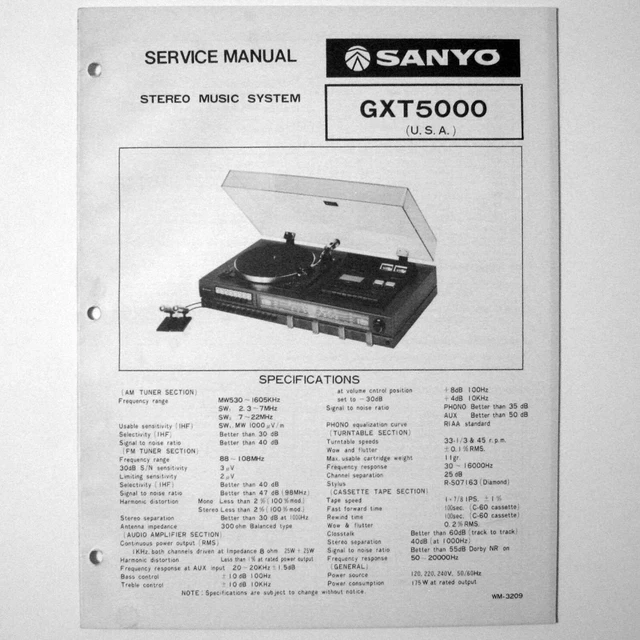 SERVICE MANUAL
SANYO
STEREO MUSIC SYSTEM
GXT5000
(U.S.A.)
SPECIFICATIONS
(AM TUNER SECTION)
Frequency range MW530~1605KHz
SW1 2.3~7MHz
SW2 7~22MHz
Usable sensitivity (IHF) SW, MW 1000μV/m
Selectivity (IHF) Better than 30 dB
Signal to noise ratio Better than 40 dB
(FM TUNER SECTION)
Frequency range 88~108MHz
30dB S/N sensitivity 3μV
Limiting sensitivity 2μV
Selectivity (IHF) Better than 40 dB
Signal to noise ratio Better than 47 dB (98MHz)
Harmonic distortion Mono Less than 2% (100% mod.)
Stereo Less than 2% (100% mod.)
Stereo separation Better than 30 dB at 1000Hz
Antenna impedance 300ohm Balanced type
(AUDIO AMPLIFIER SECTION)
Continuous power output (RMS)
1KHz, both channels driven at Impedance 8 ohm 25W+25W
Harmonic distortion Less than 1% at rated power output
Frequency response at AUX input 20~20KHz ±1.5dB
Bass control ±10 dB 100Hz
Treble control ±10 dB 10KHz
at volume cntrol position +8dB 100Hz
set to -30dB +4dB 10KHz
Signal to noise ratio PHONO Better than 35 dB
AUX Better than 50 dB
PHONO equalization curve RIAA standard
(TURNTABLE SECTION)
Turntable speeds 33-1/3 & 45 r.p.m.
Wow and flutter ±0.1% RMS.
Max. usable cartridge weight 11gr.
Frequency response 30~16000Hz
Channel separation 25 dB
Stylus R-S07163 (Diamond)
(CASSETTE TAPE SECTION)
Tape speed 1-7/8 IPS. ±1%
Fast forward time 100sec. (C-60 cassette)
Rewind time 100sec. (C-60 cassette)
Wow & flutter 0.2% RMS.
Closstalk Better than 60dB (track to track)
Stereo separation 40dB (at 1000Hz)
Signal to noise ratio Better than 55dB Dorby NR on
Frequency response 50~20000Hz
(GENERAL)
Power source 120, 220, 240V, 50/60Hz
Power consumption 175W at rated output
NOTE: Specifications are subject to change without notice.
WM-3209